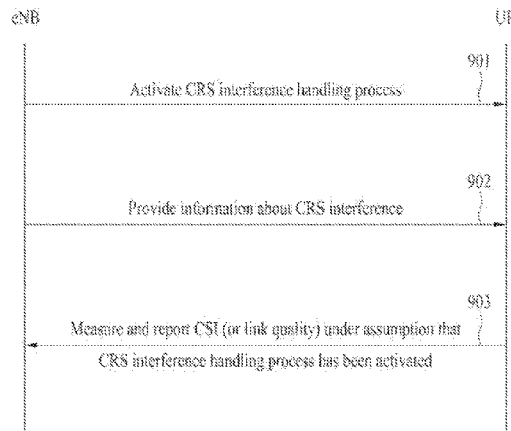 eNB
UE
901
Activate CRS interference handling process
902
Provide information about CRS interference
903
Measure and report CSI (or link quality) under assumption that
CRS interference handling process has been activated